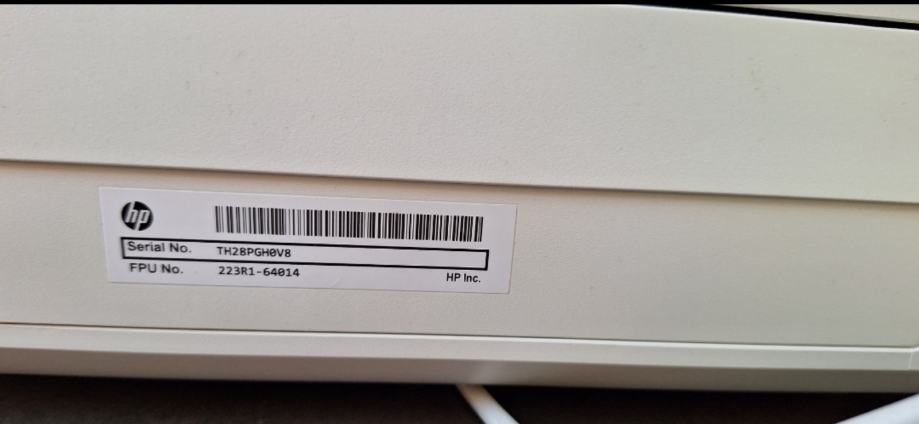 hp
Serial No. TH28PGH0V8
FPU No. 223R1-64014
HP Inc.